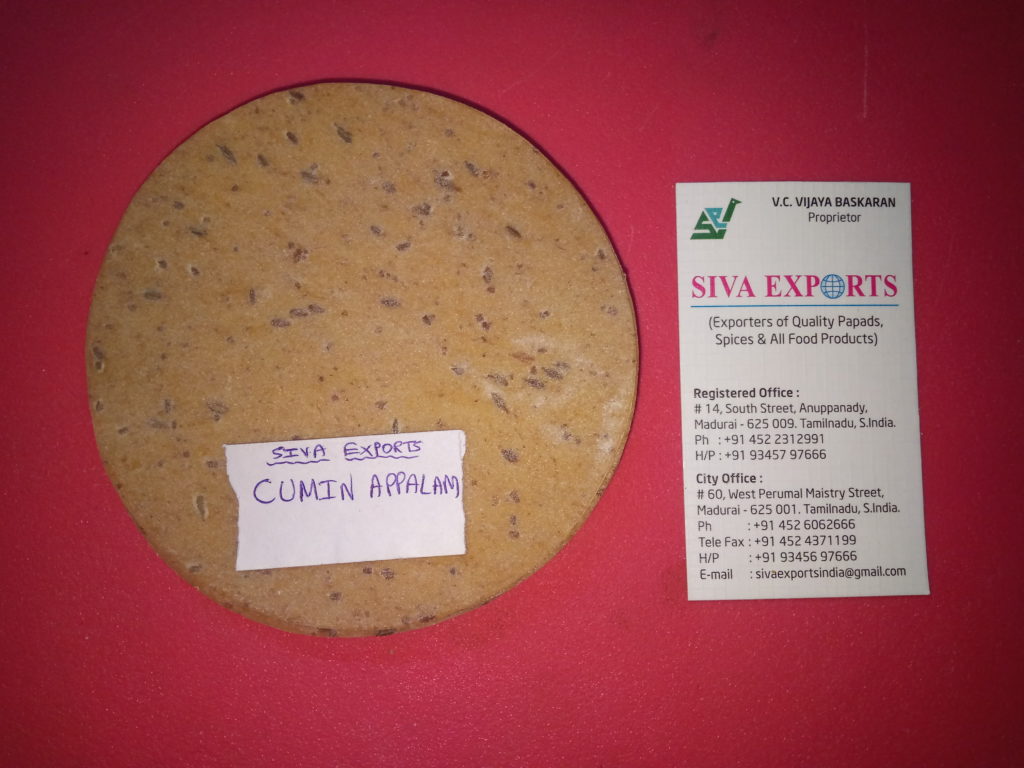 SIVA EXPORTS
CUMIN APPALAM
V.C. VIJAYA BASKARAN
Proprietor
SIVA EXPORTS
(Exporters of Quality Papads,
Spices & All Food Products)
Registered Office :
# 14, South Street, Anuppanady,
Madurai - 625 009. Tamilnadu, S.India.
Ph : +91 452 2312991
H/P : +91 93457 97666
City Office :
# 60, West Perumal Maistry Street,
Madurai - 625 001. Tamilnadu, S.India.
Ph : +91 452 6062666
Tele Fax : +91 452 4371199
H/P : +91 93456 97666
E-mail : sivaexportsindia@gmail.com